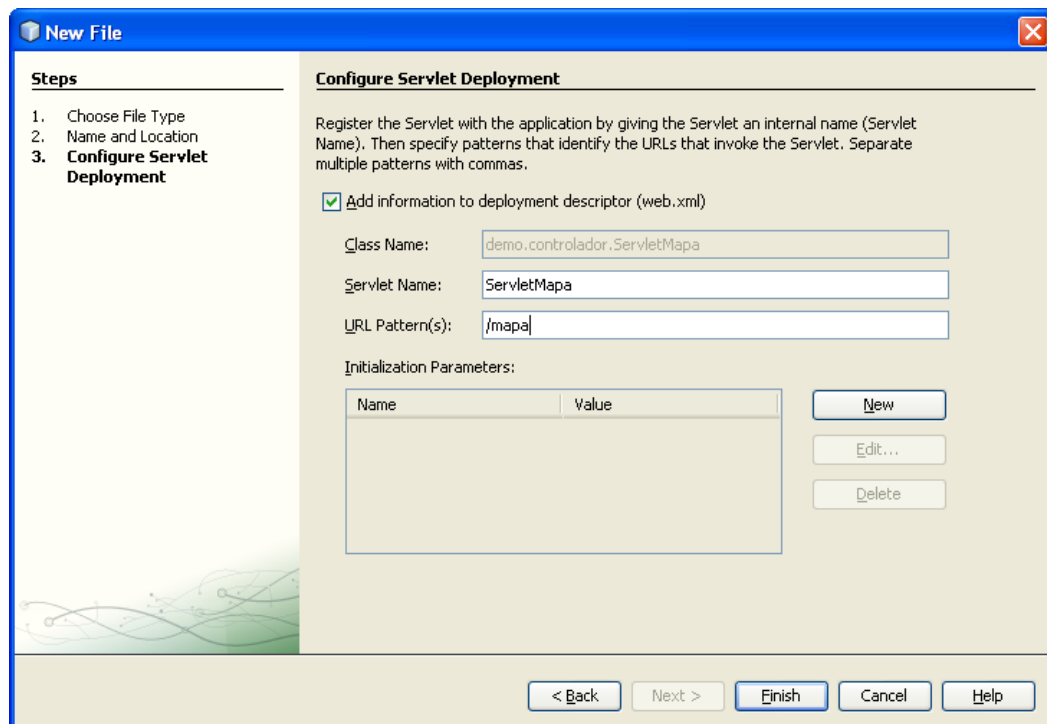 New File
Steps
1. Choose File Type
2. Name and Location
3. Configure Servlet
Deployment
Configure Servlet Deployment
Register the Servlet with the application by giving the Servlet an internal name (Servlet
Name). Then specify patterns that identify the URLs that invoke the Servlet. Separate
multiple patterns with commas.
Add information to deployment descriptor (web.xml)
Class Name: demo.controlador.ServletMapa
Servlet Name: ServletMapa
URL Pattern(s): /mapa
Initialization Parameters:
Name Value
New
Edit...
Delete
< Back Next > Finish Cancel Help